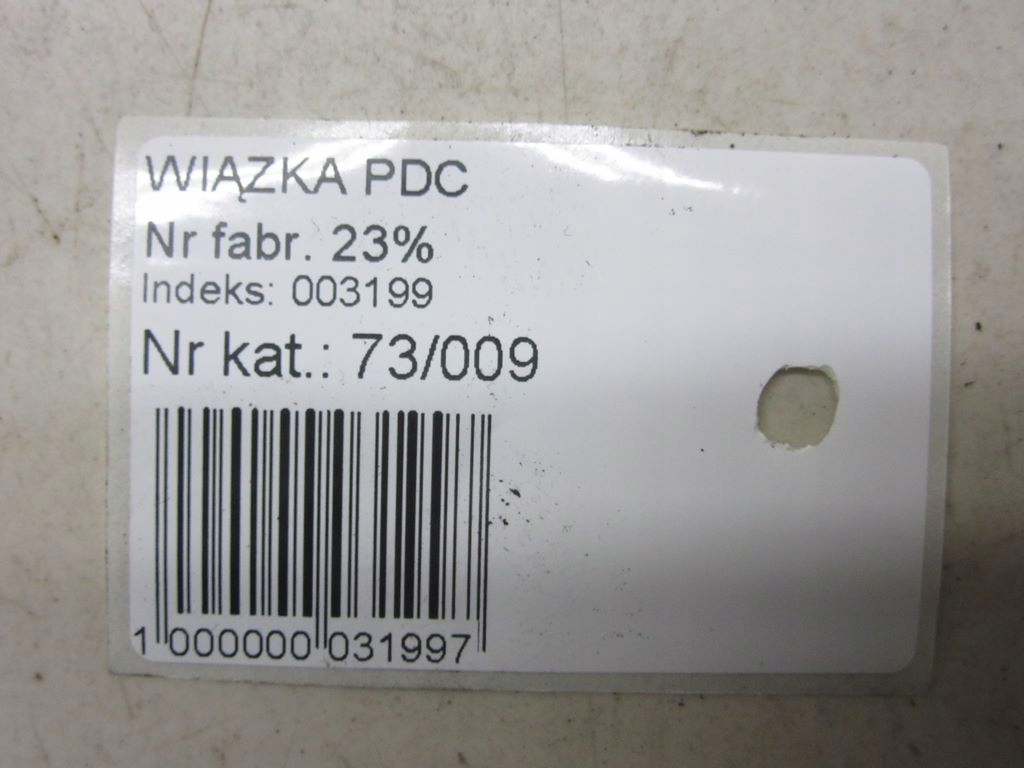 WIĄZKA PDC
Nr fabr. 23%
Indeks: 003199
Nr kat.: 73/009
1 000000 031997